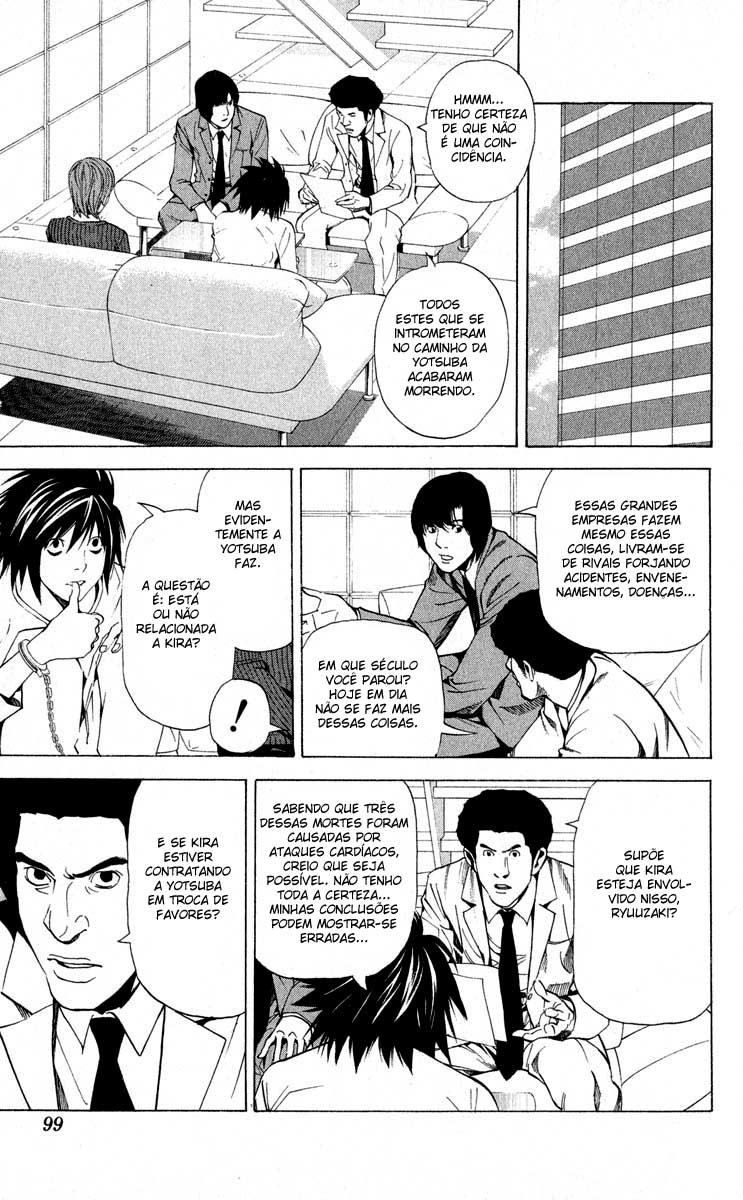 HMMM...
TENHO CERTEZA
DE QUE NÃO
É UMA COIN-
CIDÊNCIA.
TODOS
ESTES QUE SE
INTROMETERAM
NO CAMINHO DA
YOTSUBA
ACABARAM
MORRENDO.
ESSAS GRANDES
EMPRESAS FAZEM
MESMO ESSAS
COISAS, LIVRAM-SE
DE RIVAIS FORJANDO
ACIDENTES, ENVENE-
NAMENTOS, DOENÇAS...
EM QUE SÉCULO
VOCÊ PAROU?
HOJE EM DIA
NÃO SE FAZ MAIS
DESSAS COISAS.
MAS
EVIDEN-
TEMENTE A
YOTSUBA
FAZ.
A QUESTÃO
É: ESTÁ
OU NÃO
RELACIONADA
A KIRA?
!
SUPÕE
QUE KIRA
ESTEJA ENVOL-
VIDO NISSO,
RYUUZAKI?
SABENDO QUE TRÊS
DESSAS MORTES FORAM
CAUSADAS POR
ATAQUES CARDÍACOS,
CREIO QUE SEJA
POSSÍVEL. NÃO TENHO
TODA A CERTEZA...
MINHAS CONCLUSÕES
PODEM MOSTRAR-SE
ERRADAS...
E SE KIRA
ESTIVER
CONTRATANDO
A YOTSUBA
EM TROCA DE
FAVORES?
99